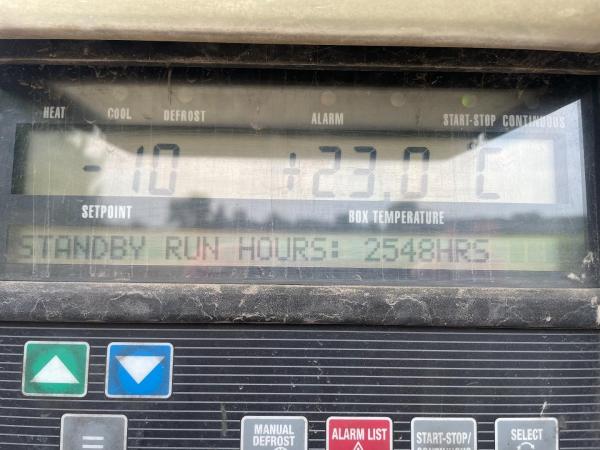 HEAT COOL DEFROST ALARM START-STOP CONTINUOUS
- 10 +23.0 °C
SETPOINT BOX TEMPERATURE
STANDBY RUN HOURS: 2548HRS
MANUAL DEFROST
ALARM LIST
START-STOP/
CONTINUOUS
SELECT